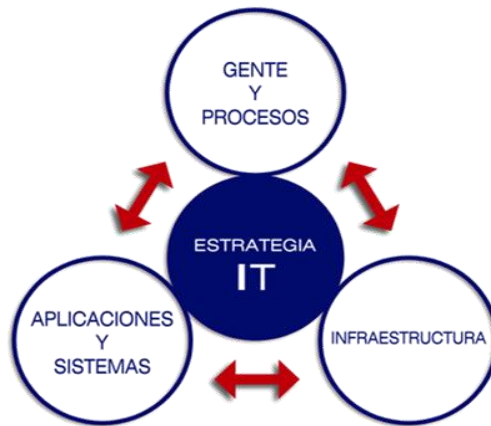 GENTE
Y
PROCESOS
ESTRATEGIA
IT
APLICACIONES
Y
SISTEMAS
INFRAESTRUCTURA